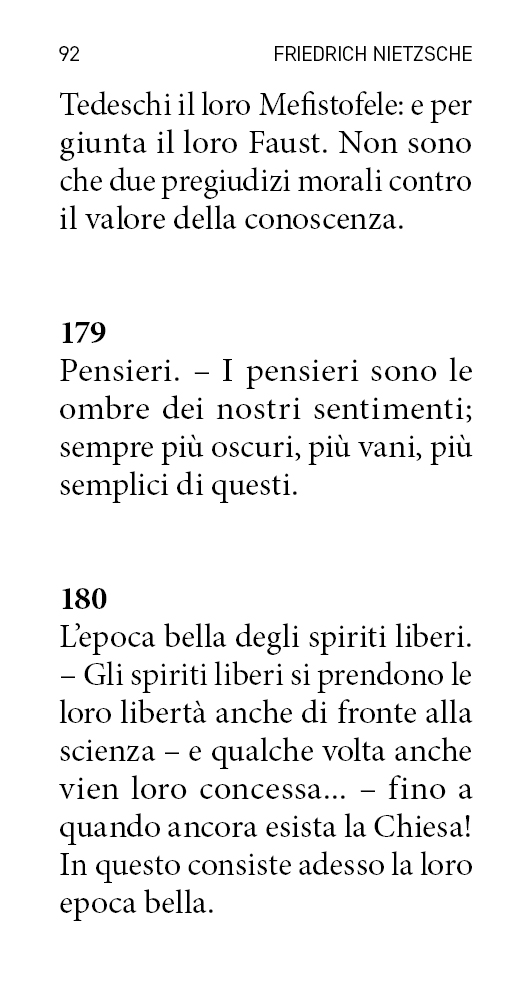 92 FRIEDRICH NIETZSCHE
Tedeschi il loro Mefistofele: e per
giunta il loro Faust. Non sono
che due pregiudizi morali contro
il valore della conoscenza.
179
Pensieri. – I pensieri sono le
ombre dei nostri sentimenti;
sempre più oscuri, più vani, più
semplici di questi.
180
L’epoca bella degli spiriti liberi.
– Gli spiriti liberi si prendono le
loro libertà anche di fronte alla
scienza – e qualche volta anche
vien loro concessa... – fino a
quando ancora esista la Chiesa!
In questo consiste adesso la loro
epoca bella.